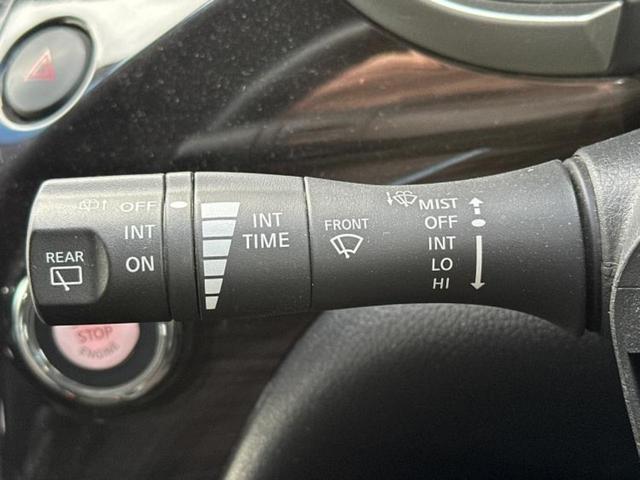 OFF
INT
ON
REAR
INT
TIME
FRONT
MIST
OFF
INT
LO
HI
STOP
ENGINE